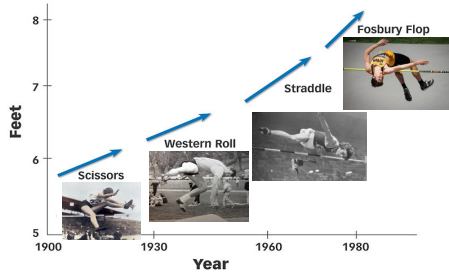 8
Fosbury Flop
7
Straddle
Feet
Western Roll
6
Scissors
5
1900
1930
1960
1980
Year